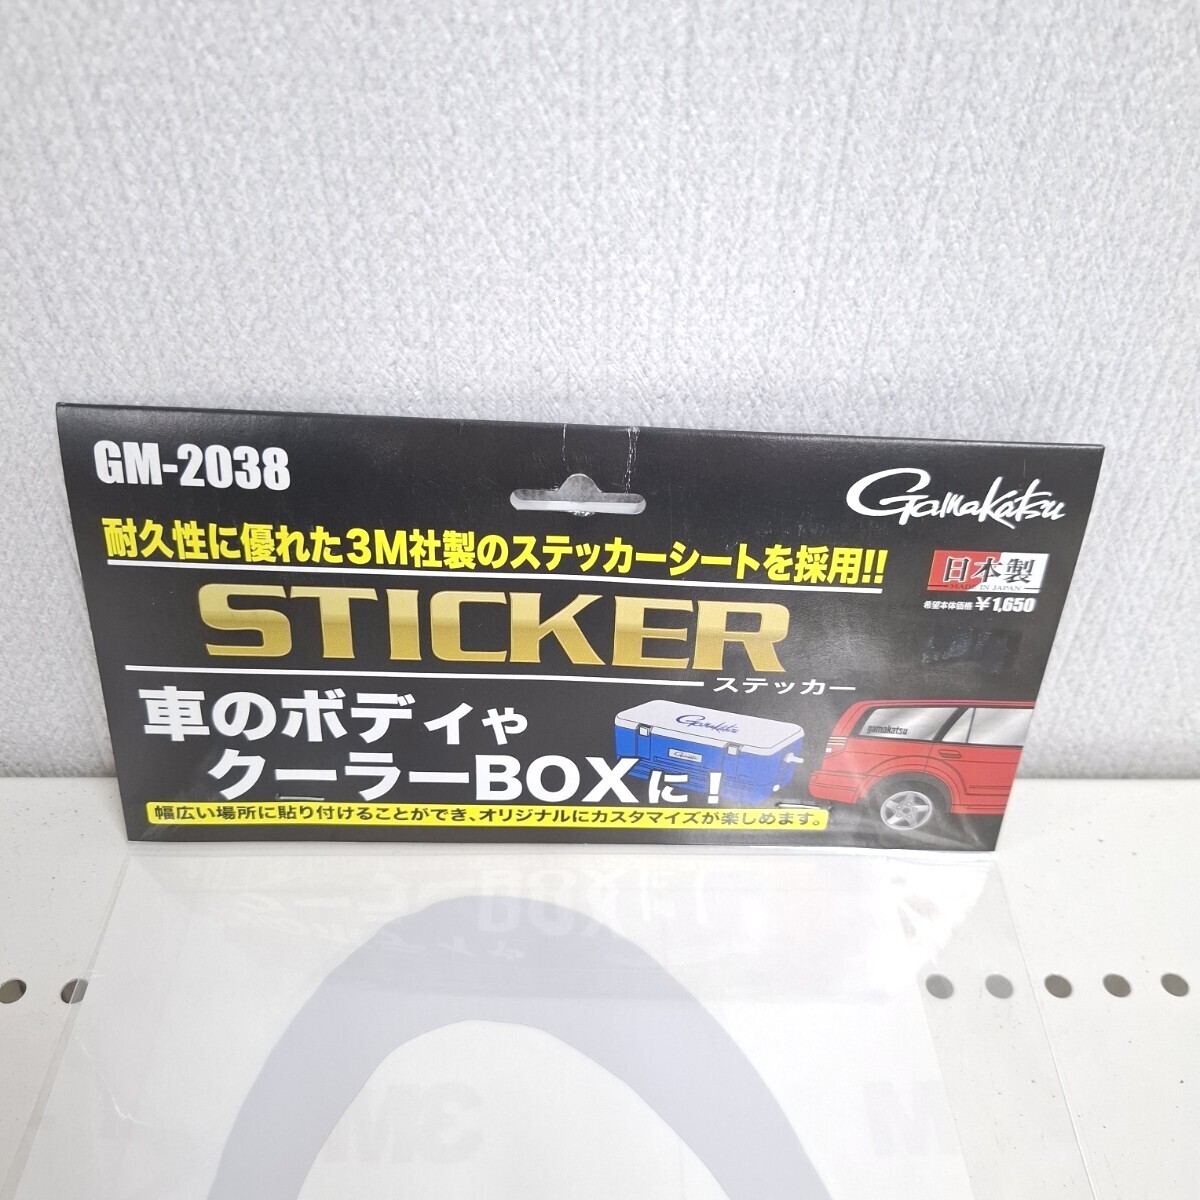 GM-2038
Gamakatsu
耐久性に優れた3M社製のステッカーシートを採用!!
日本製
MADE IN JAPAN
希望本体価格 ¥1,650
STICKER
ステッカー
車のボディや
クーラーBOXに!
Gamakatsu
gamakatsu
幅広い場所に貼り付けることができ、オリジナルにカスタマイズが楽しめます。
3M